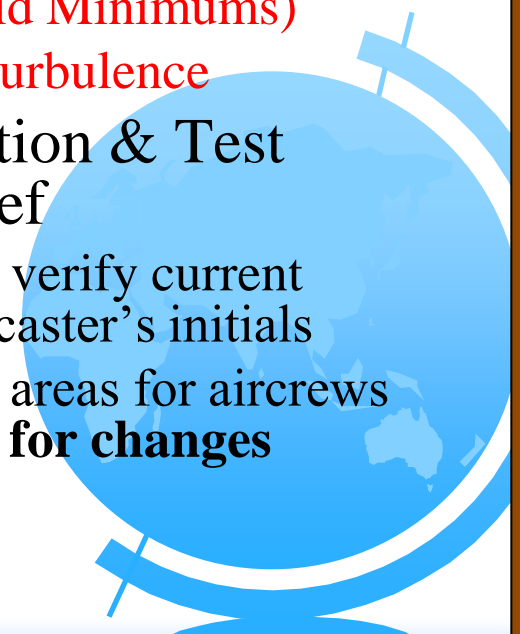 ld Minimums)
urbulence
tion & Test
ef
verify current
caster’s initials
areas for aircrews
for changes